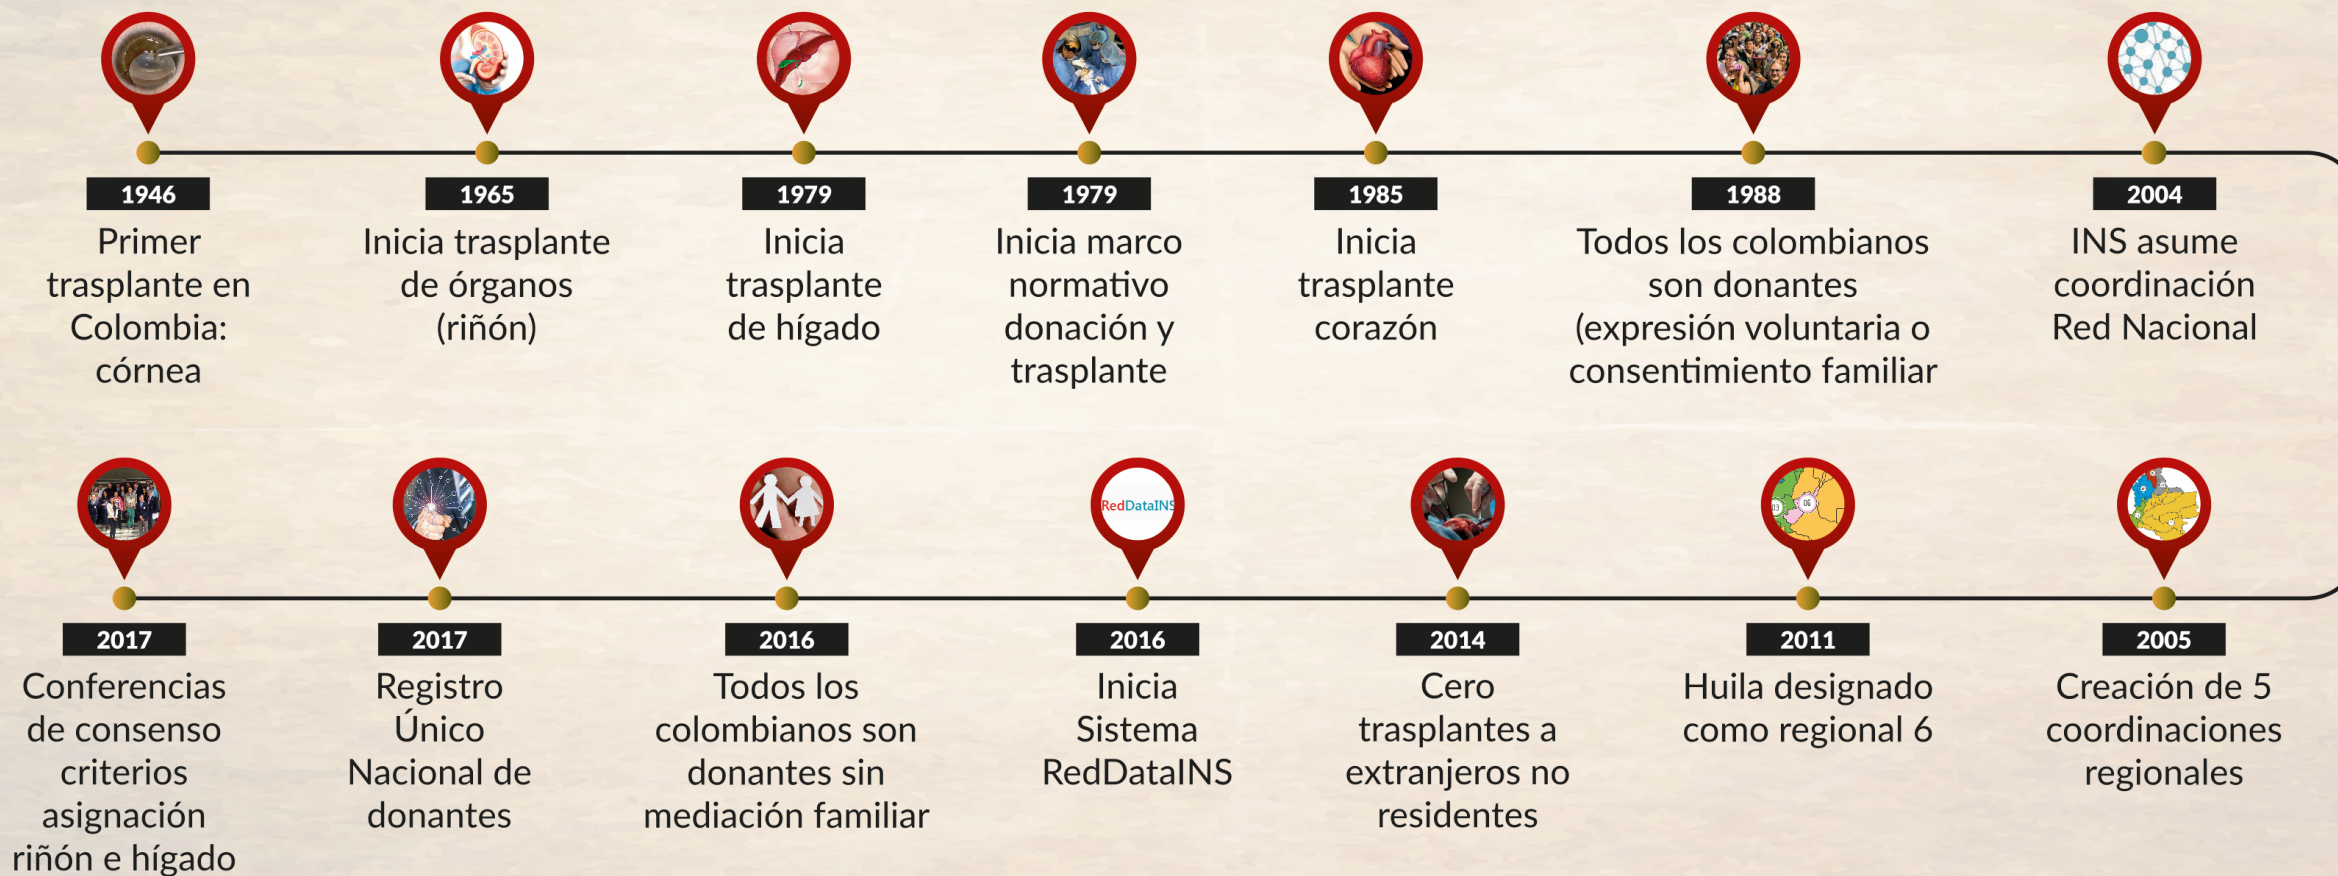 1946
Primer
trasplante en
Colombia:
córnea
1965
Inicia trasplante
de órganos
(riñón)
1979
Inicia
trasplante
de hígado
1979
Inicia marco
normativo
donación y
trasplante
1985
Inicia
trasplante
corazón
1988
Todos los colombianos
son donantes
(expresión voluntaria o
consentimiento familiar
2004
INS asume
coordinación
Red Nacional
2017
Conferencias
de consenso
criterios
asignación
riñón e hígado
2017
Registro
Único
Nacional de
donantes
2016
Todos los
colombianos son
donantes sin
mediación familiar
RedDataINS
2016
Inicia
Sistema
RedDataINS
2014
Cero
trasplantes a
extranjeros no
residentes
03
06
2011
Huila designado
como regional 6
2005
Creación de 5
coordinaciones
regionales